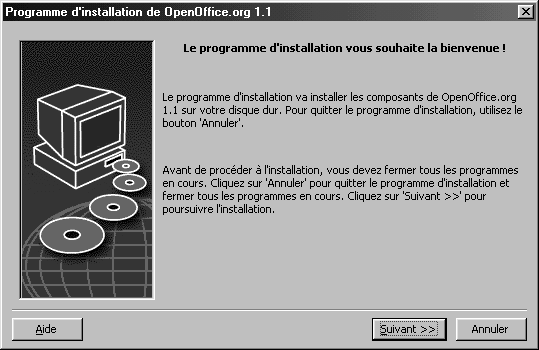 Programme d'installation de OpenOffice.org 1.1
Le programme d'installation vous souhaite la bienvenue !
Le programme d'installation va installer les composants de OpenOffice.org
1.1 sur votre disque dur. Pour quitter le programme d'installation, utilisez le
bouton 'Annuler'.
Avant de procéder à l'installation, vous devez fermer tous les programmes
en cours. Cliquez sur 'Annuler' pour quitter le programme d'installation et
fermer tous les programmes en cours. Cliquez sur 'Suivant >>' pour
poursuivre l'installation.
Aide
Suivant >>
Annuler